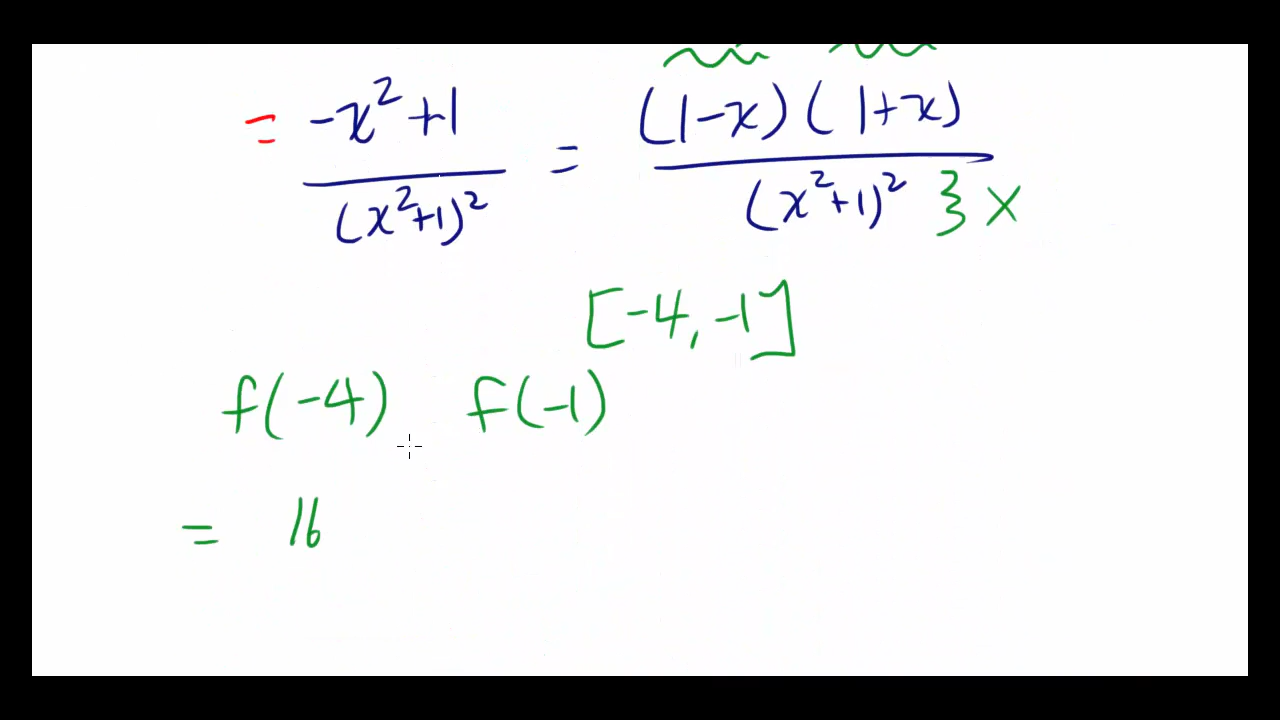 = -x²+1 / (x²+1)² = (1-x)(1+x) / (x²+1)² } X
[-4, -1]
f(-4) f(-1)
= 16